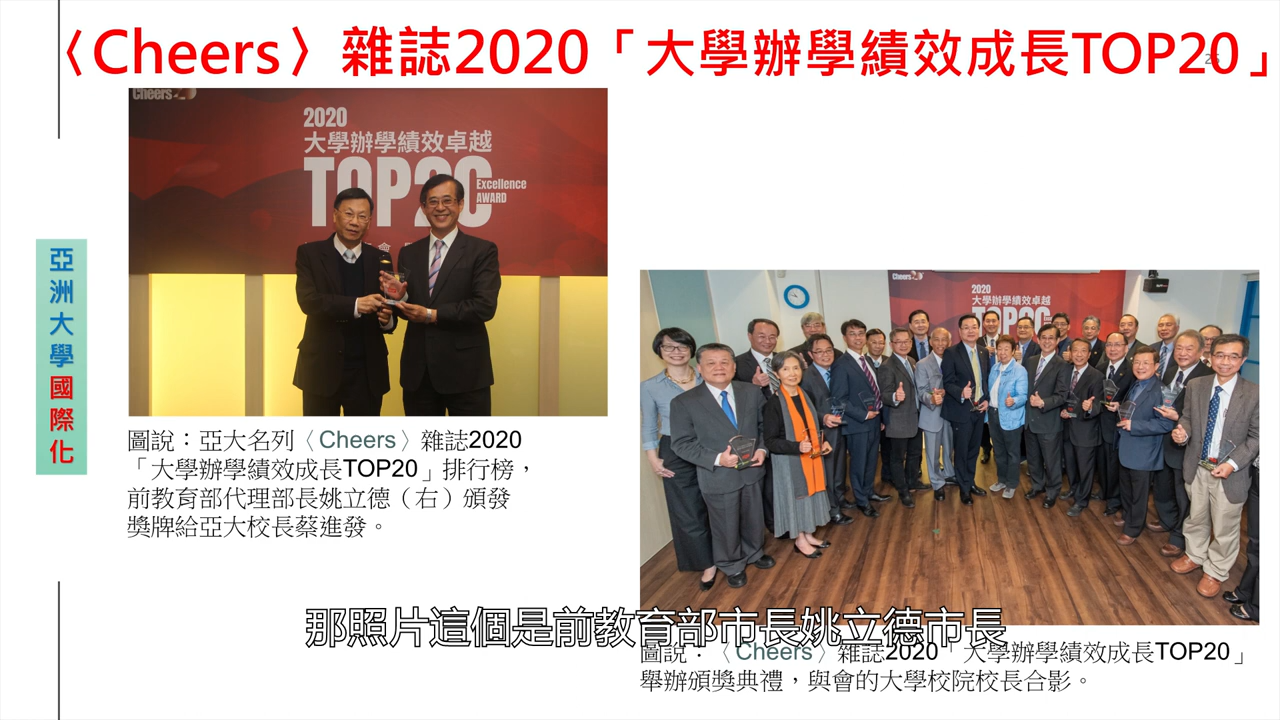 〈Cheers〉雜誌2020「大學辦學績效成長TOP20」
Cheers
2020
大學辦學績效卓越
TOP20
Excellence
AWARD
會
亞洲大學國際化
圖說：亞大名列〈Cheers〉雜誌2020
「大學辦學績效成長TOP20」排行榜，
前教育部代理部長姚立德（右）頒發
獎牌給亞大校長蔡進發。
Cheers
2020
大學辦學績效卓越
TOP20
那照片這個是前教育部市長姚立德市長
圖說：〈Cheers〉雜誌2020「大學辦學績效成長TOP20」
舉辦頒獎典禮，與會的大學校院校長合影。